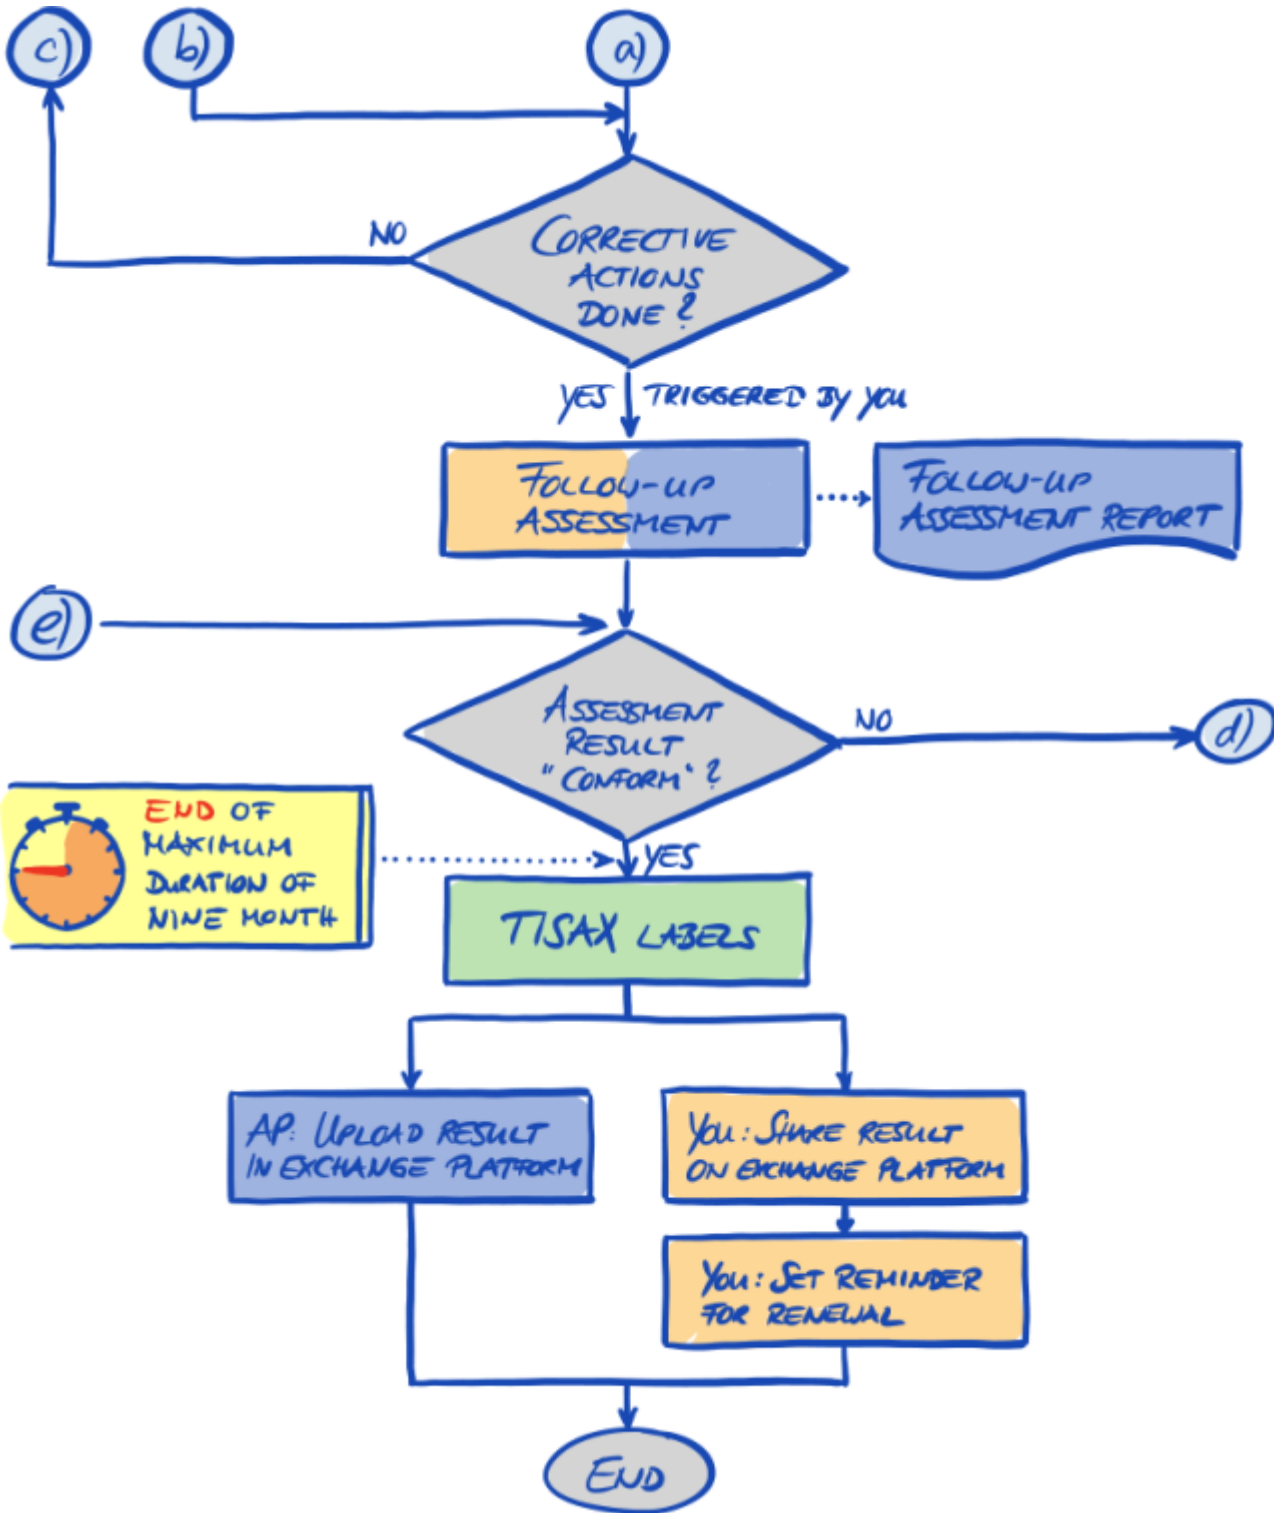 c)
b)
a)
NO
CORRECTIVE
ACTIONS
DONE?
YES
TRIGGERED BY YOU
FOLLOW-UP
ASSESSMENT
FOLLOW-UP
ASSESSMENT REPORT
e)
ASSESSMENT
RESULT
"CONFORM"?
NO
d)
END OF
MAXIMUM
DURATION OF
NINE MONTH
YES
TISAX LABELS
AP: UPLOAD RESULT
IN EXCHANGE PLATFORM
YOU: SHARE RESULT
ON EXCHANGE PLATFORM
YOU: SET REMINDER
FOR RENEWAL
END